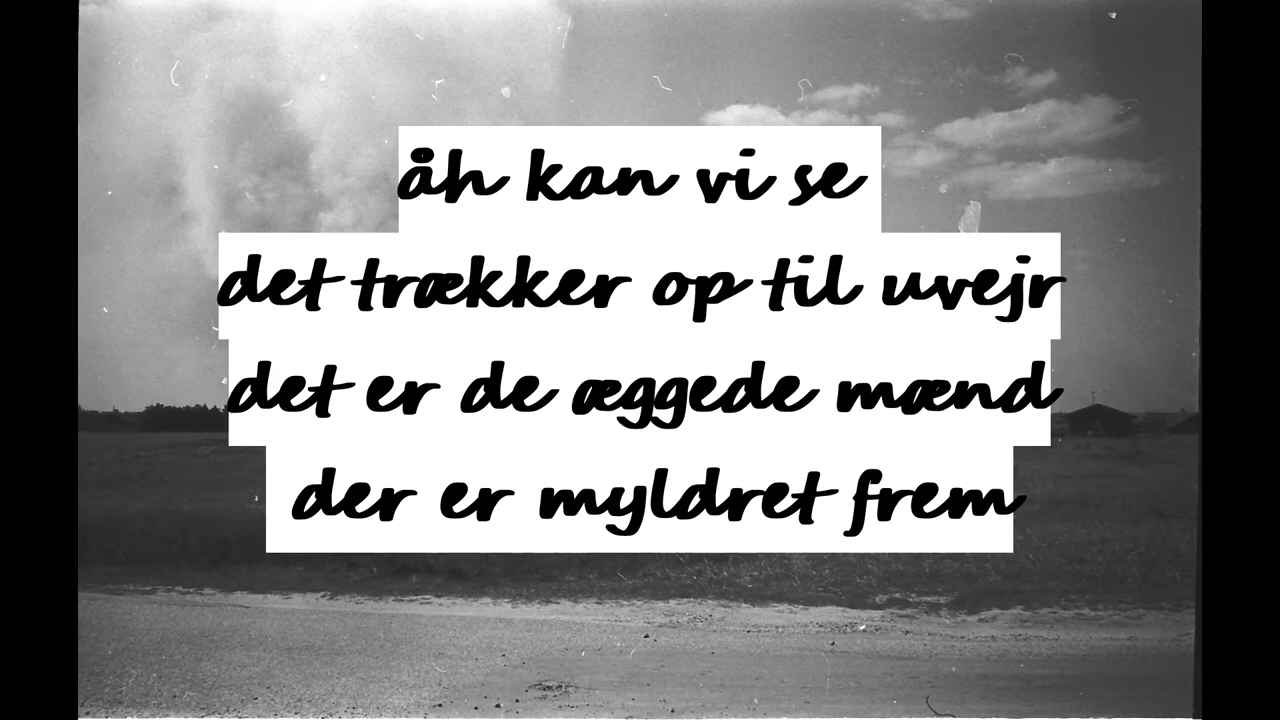 åh kan vi se
det trækker op til uvejr
det er de æggede mænd
der er myldret frem